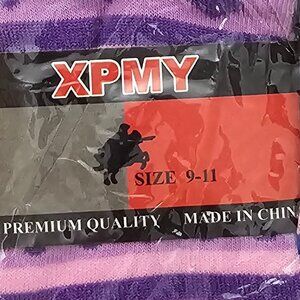 XPMY
SIZE 9-11
PREMIUM QUALITY MADE IN CHIN